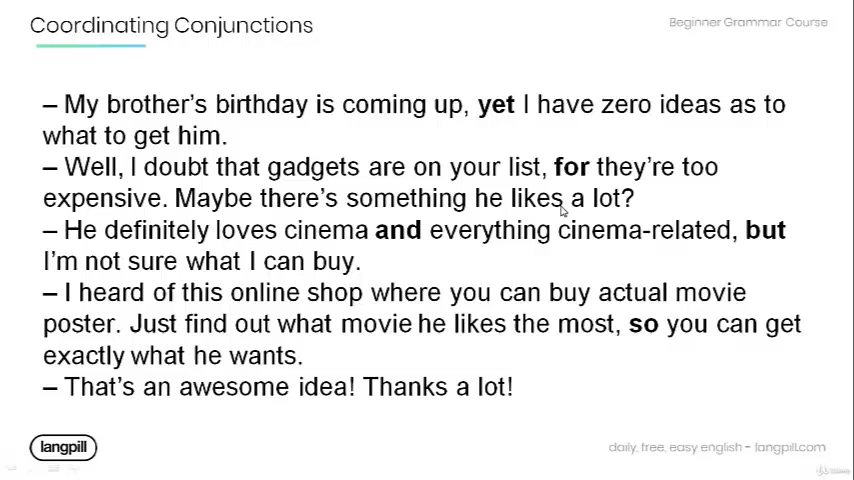 Coordinating Conjunctions
Beginner Grammar Course
– My brother's birthday is coming up, yet I have zero ideas as to
what to get him.
– Well, I doubt that gadgets are on your list, for they're too
expensive. Maybe there's something he likes a lot?
– He definitely loves cinema and everything cinema-related, but
I'm not sure what I can buy.
– I heard of this online shop where you can buy actual movie
poster. Just find out what movie he likes the most, so you can get
exactly what he wants.
– That's an awesome idea! Thanks a lot!
langpill
daily, free, easy english – langpill.com